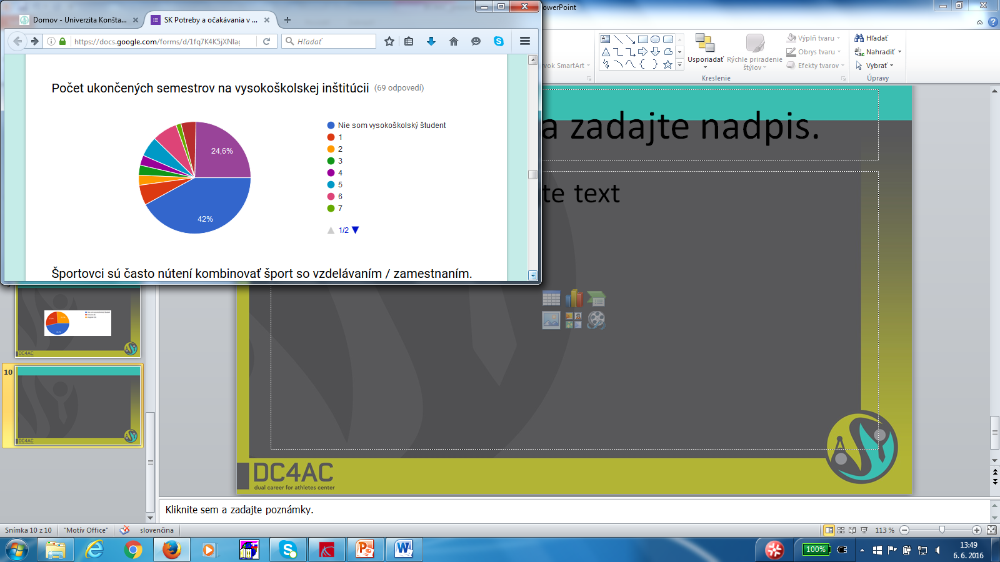 Domov - Univerzita Konšta...
SK Potreby a očakávania v ...
https://docs.google.com/forms/d/1fq7K4K5jXNlag
Hľadať
Počet ukončených semestrov na vysokoškolskej inštitúcii (69 odpovedí)
24,6%
42%
Nie som vysokoškolský študent
1
2
3
4
5
6
7
1/2
Športovci sú často nútení kombinovať šport so vzdelávaním / zamestnaním.
owerPoint
rvok SmartArt
Usporiadať
Rýchle priradenie
štýlov
Výplň tvaru
Obrys tvaru
Efekty tvarov
Kreslenie
Hľadať
Nahradiť
Vybrať
Úpravy
a zadajte nadpis.
te text
DC4AC
10
DC4AC
DC4AC
dual career for athletes center
Kliknite sem a zadajte poznámky.
Snímka 10 z 10
"Motív Office"
slovenčina
113 %
100%
13:49
6. 6. 2016